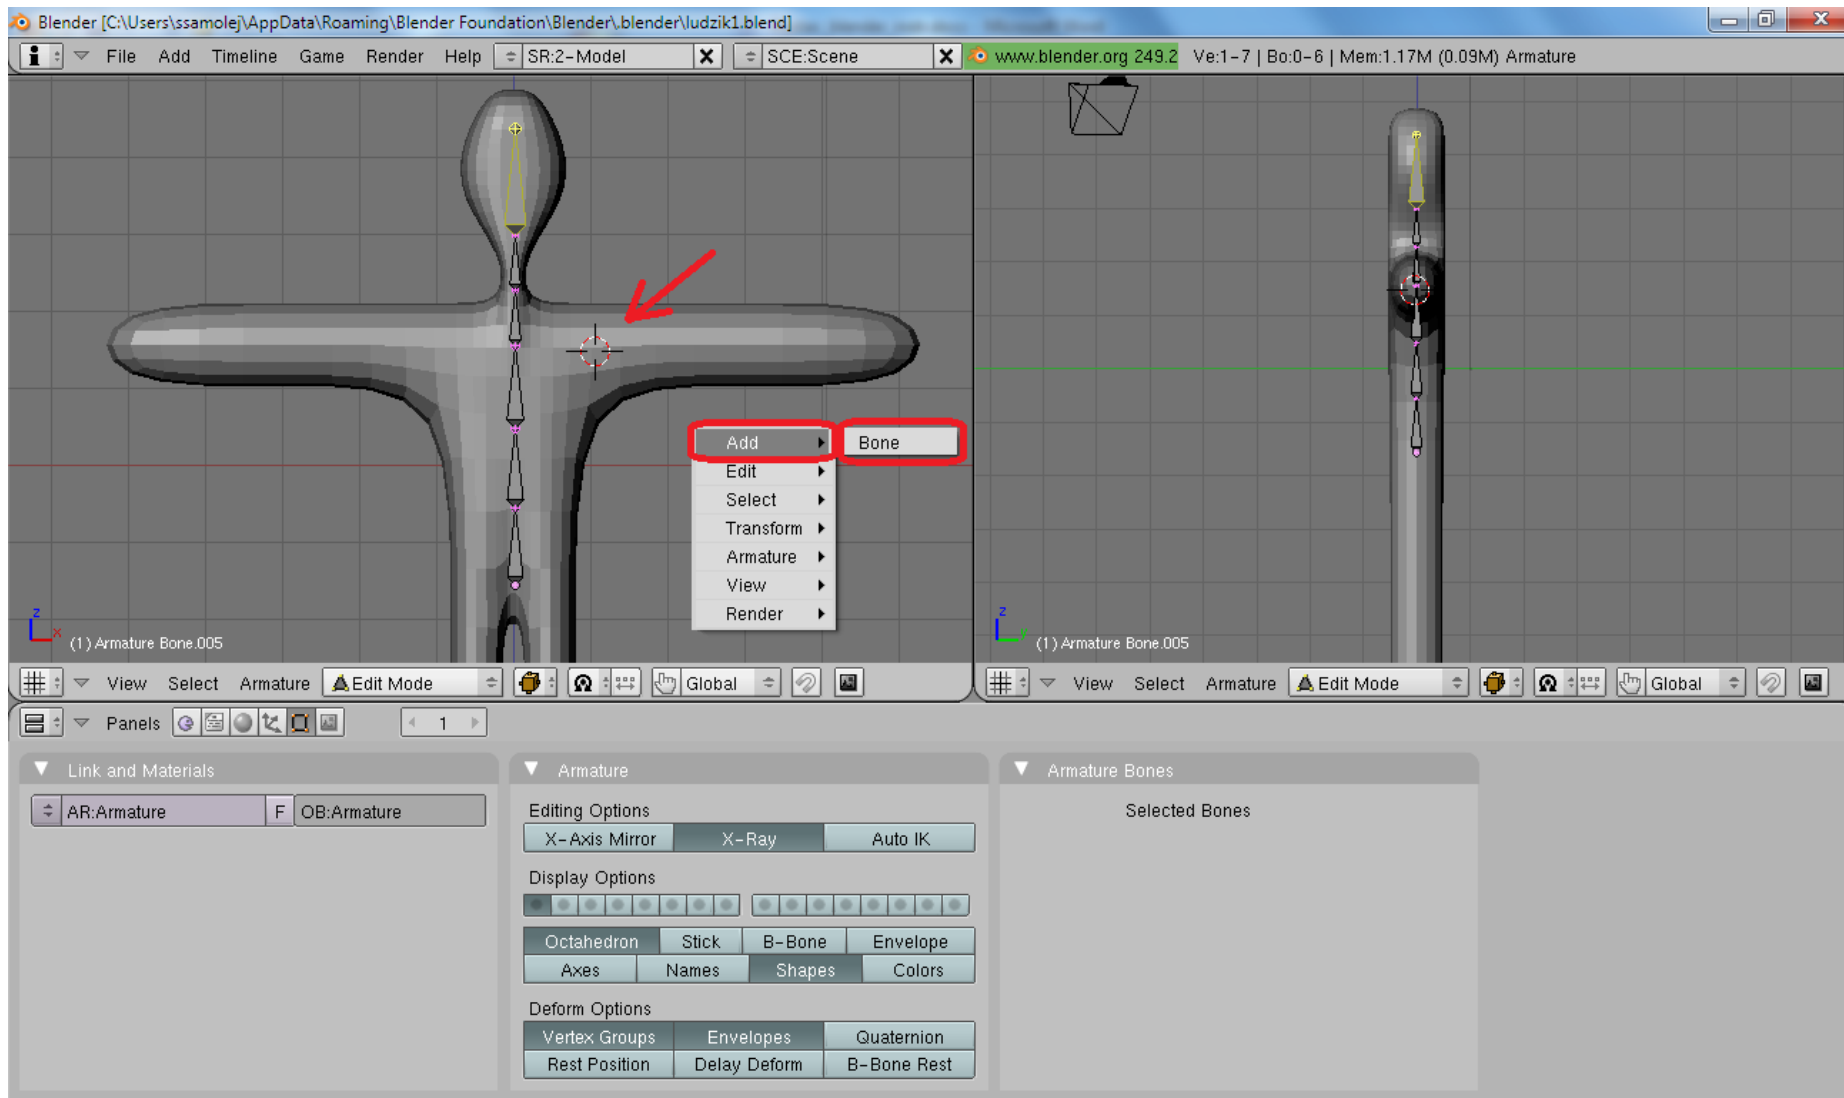 Blender [C:\Users\ssamolej\AppData\Roaming\Blender Foundation\Blender\.blender\ludzik1.blend]
File Add Timeline Game Render Help SR:2-Model SCE:Scene www.blender.org 249.2 Ve:1-7 | Bo:0-6 | Mem:1.17M (0.09M) Armature
Add Bone
Edit
Select
Transform
Armature
View
Render
z
x
(1) Armature Bone.005
z
y
(1) Armature Bone.005
View Select Armature Edit Mode Global
View Select Armature Edit Mode Global
Panels 1
Link and Materials
AR:Armature F OB:Armature
Armature
Editing Options
X-Axis Mirror X-Ray Auto IK
Display Options
Octahedron Stick B-Bone Envelope
Axes Names Shapes Colors
Deform Options
Vertex Groups Envelopes Quaternion
Rest Position Delay Deform B-Bone Rest
Armature Bones
Selected Bones